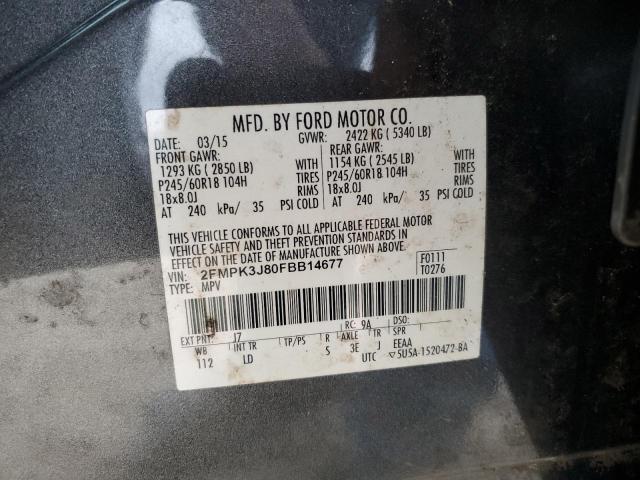 MFD. BY FORD MOTOR CO.
DATE: 03/15 GVWR: 2422 KG ( 5340 LB)
FRONT GAWR: REAR GAWR:
1293 KG ( 2850 LB) WITH 1154 KG ( 2545 LB) WITH
P245/60R18 104H TIRES P245/60R18 104H TIRES
18x8.0J RIMS 18x8.0J RIMS
AT 240 kPa/ 35 PSI COLD AT 240 kPa/ 35 PSI COLD
THIS VEHICLE CONFORMS TO ALL APPLICABLE FEDERAL MOTOR
VEHICLE SAFETY AND THEFT PREVENTION STANDARDS IN
EFFECT ON THE DATE OF MANUFACTURE SHOWN ABOVE.
VIN: 2FMPK3J80FBB14677 F0111
TYPE: MPV T0276
EXT PNT: J7 RC: 9A DSO:
WB INT TR TP/PS R AXLE TR SPR
112 LD S 3E J EEAA
UTC ▽5U5A-1520472-BA